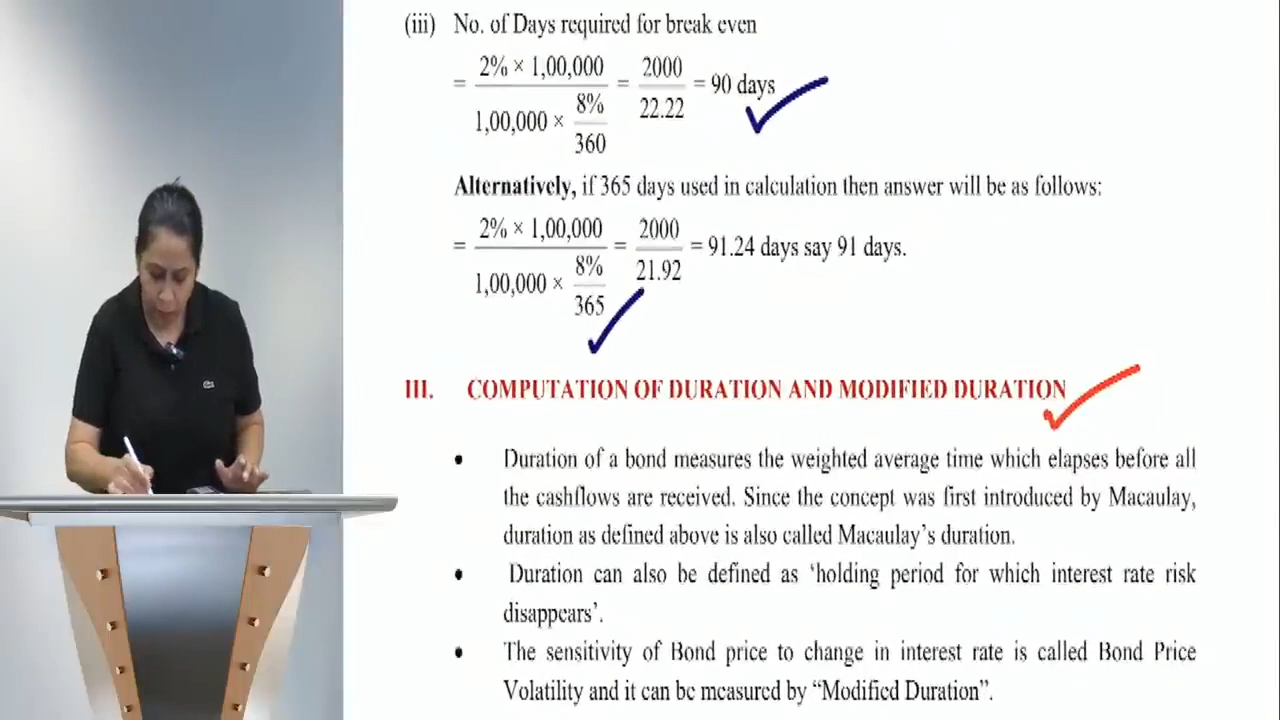 (iii) No. of Days required for break even
= 2% × 1,00,000 / 1,00,000 × 8%/360 = 2000/22.22 = 90 days
Alternatively, if 365 days used in calculation then answer will be as follows:
= 2% × 1,00,000 / 1,00,000 × 8%/365 = 2000/21.92 = 91.24 days say 91 days.
III. COMPUTATION OF DURATION AND MODIFIED DURATION
• Duration of a bond measures the weighted average time which elapses before all
the cashflows are received. Since the concept was first introduced by Macaulay,
duration as defined above is also called Macaulay's duration.
• Duration can also be defined as ‘holding period for which interest rate risk
disappears’.
• The sensitivity of Bond price to change in interest rate is called Bond Price
Volatility and it can be measured by “Modified Duration”.